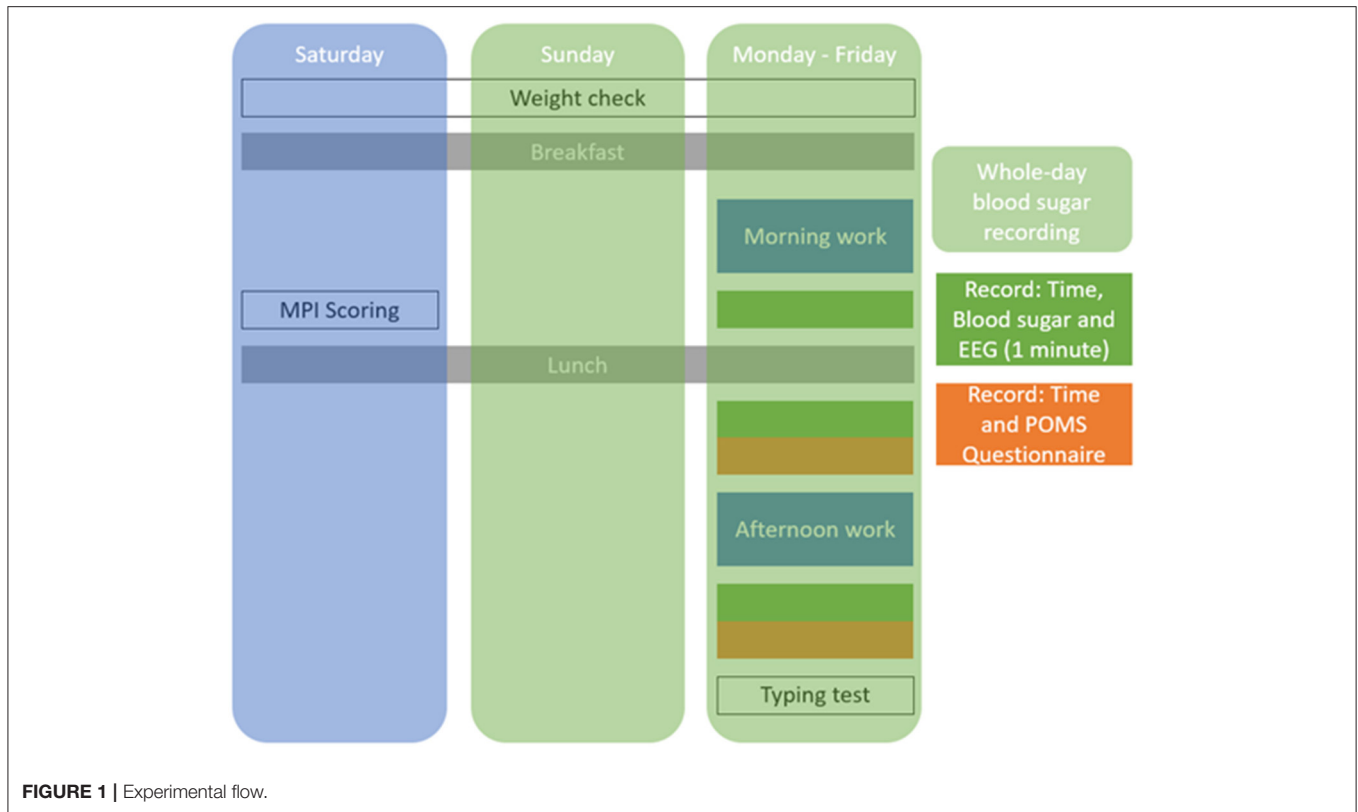 Saturday
Sunday
Monday - Friday
Weight check
Breakfast
Whole-day
blood sugar
recording
Morning work
Record: Time,
Blood sugar and
EEG (1 minute)
MPI Scoring
Lunch
Record: Time
and POMS
Questionnaire
Afternoon work
Typing test
FIGURE 1 | Experimental flow.